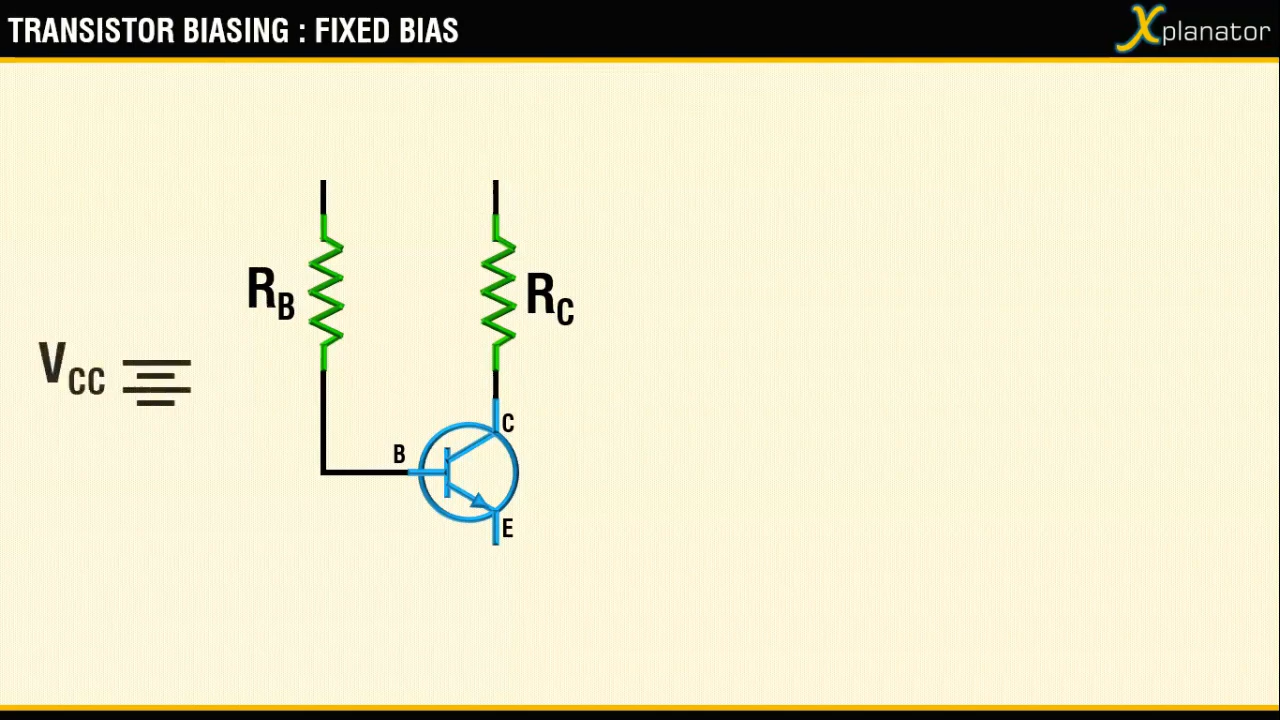 TRANSISTOR BIASING : FIXED BIAS
Xplanator
RB
RC
VCC
C
B
E